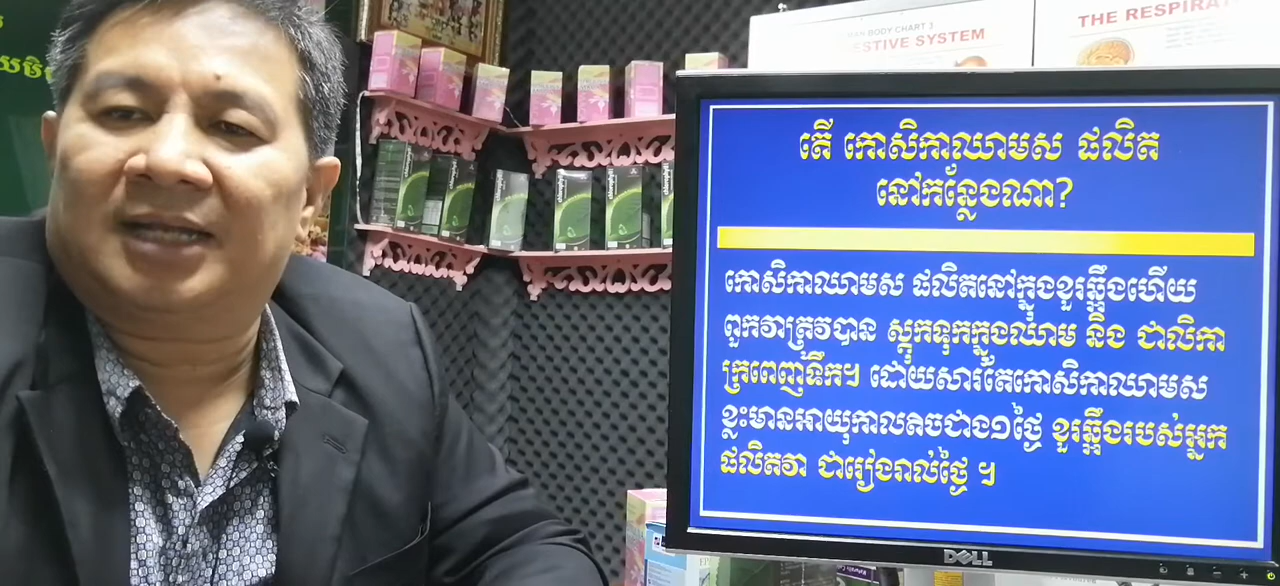 HUMAN BODY CHART 3
DIGESTIVE SYSTEM
THE RESPIRAT
តើ កោសិកាឈាមស ផលិត
នៅកន្លែងណា?
កោសិកាឈាមស ផលិតនៅក្នុងខួរឆ្អឹងហើយ
ពួកវាត្រូវបាន ស្តុកទុកក្នុងឈាម និង ជាលិកា
ក្រពេញទឹក។ ដោយសារតែកោសិកាឈាមស
ខ្លះមានអាយុកាលតិចជាង១ថ្ងៃ ខួរឆ្អឹងរបស់អ្នក
ផលិតវា ជារៀងរាល់ថ្ងៃ ។
DELL